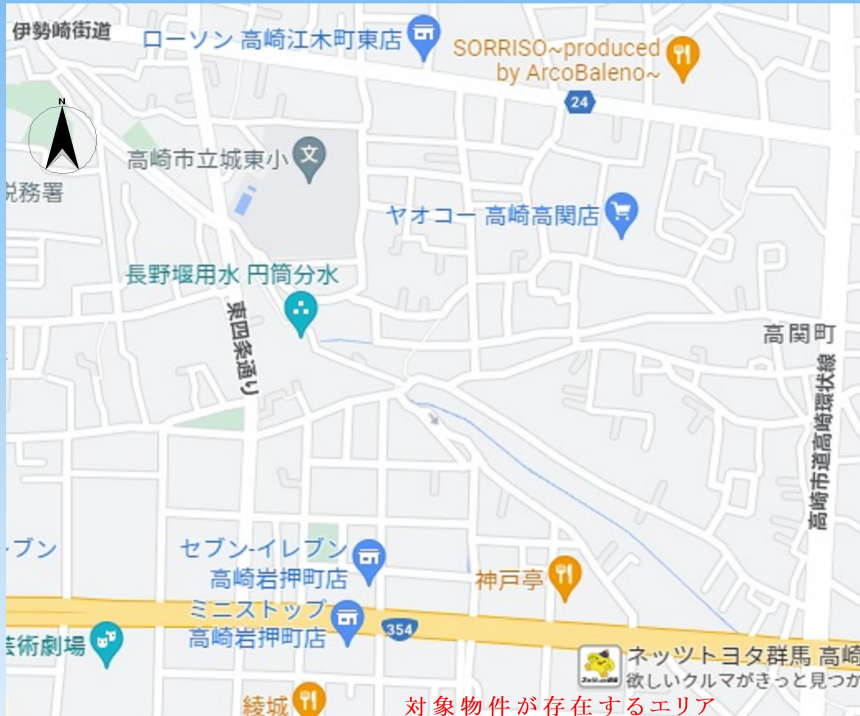 伊勢崎街道
ローソン 高崎江木町東店
SORRISO~produced
by ArcoBaleno~
24
N
高崎市立城東小
文
税務署
ヤオコー 高崎高関店
長野堰用水 円筒分水
東四条通り
高関町
高崎市道高崎環状線
ブン
セブン-イレブン
高崎岩押町店
神戸亭
ミニストップ
高崎岩押町店
354
芸術劇場
ネッツトヨタ群馬 高崎
欲しいクルマがきっと見つか
綾城
対象物件が存在するエリア